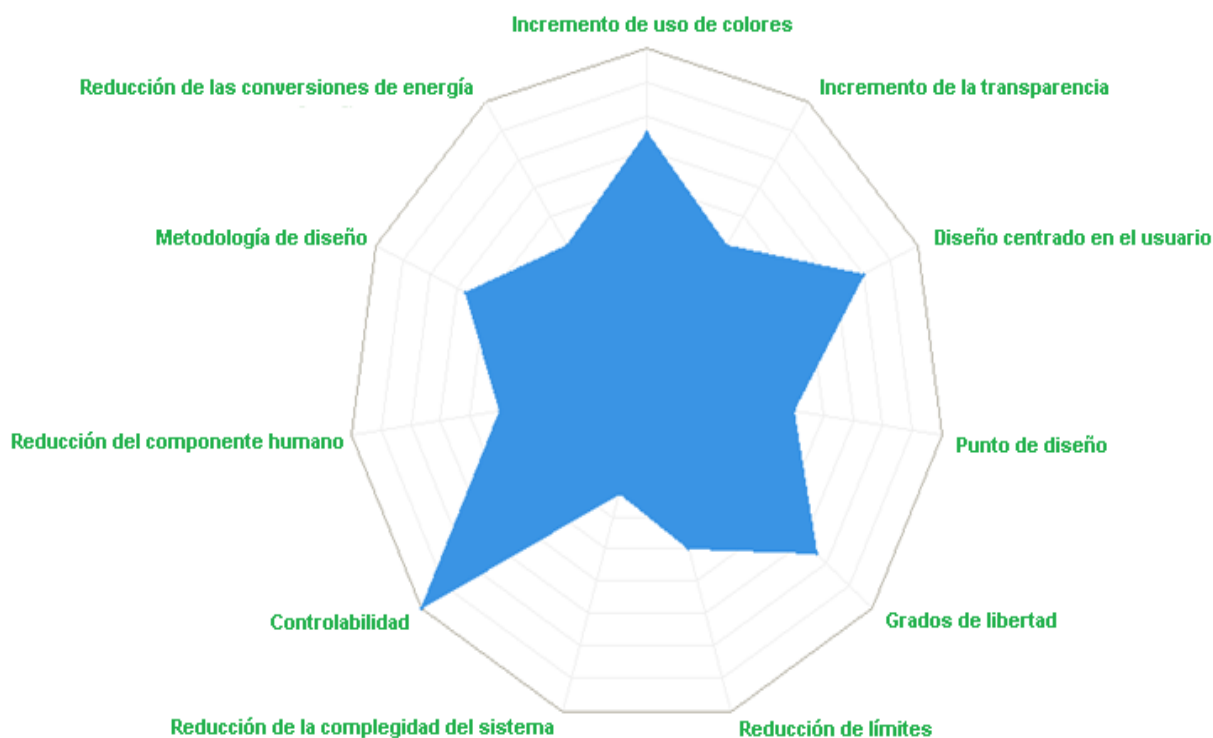 Incremento de uso de colores
Reducción de las conversiones de energía
Incremento de la transparencia
Metodología de diseño
Diseño centrado en el usuario
Reducción del componente humano
Punto de diseño
Controlabilidad
Grados de libertad
Reducción de la complegidad del sistema
Reducción de límites